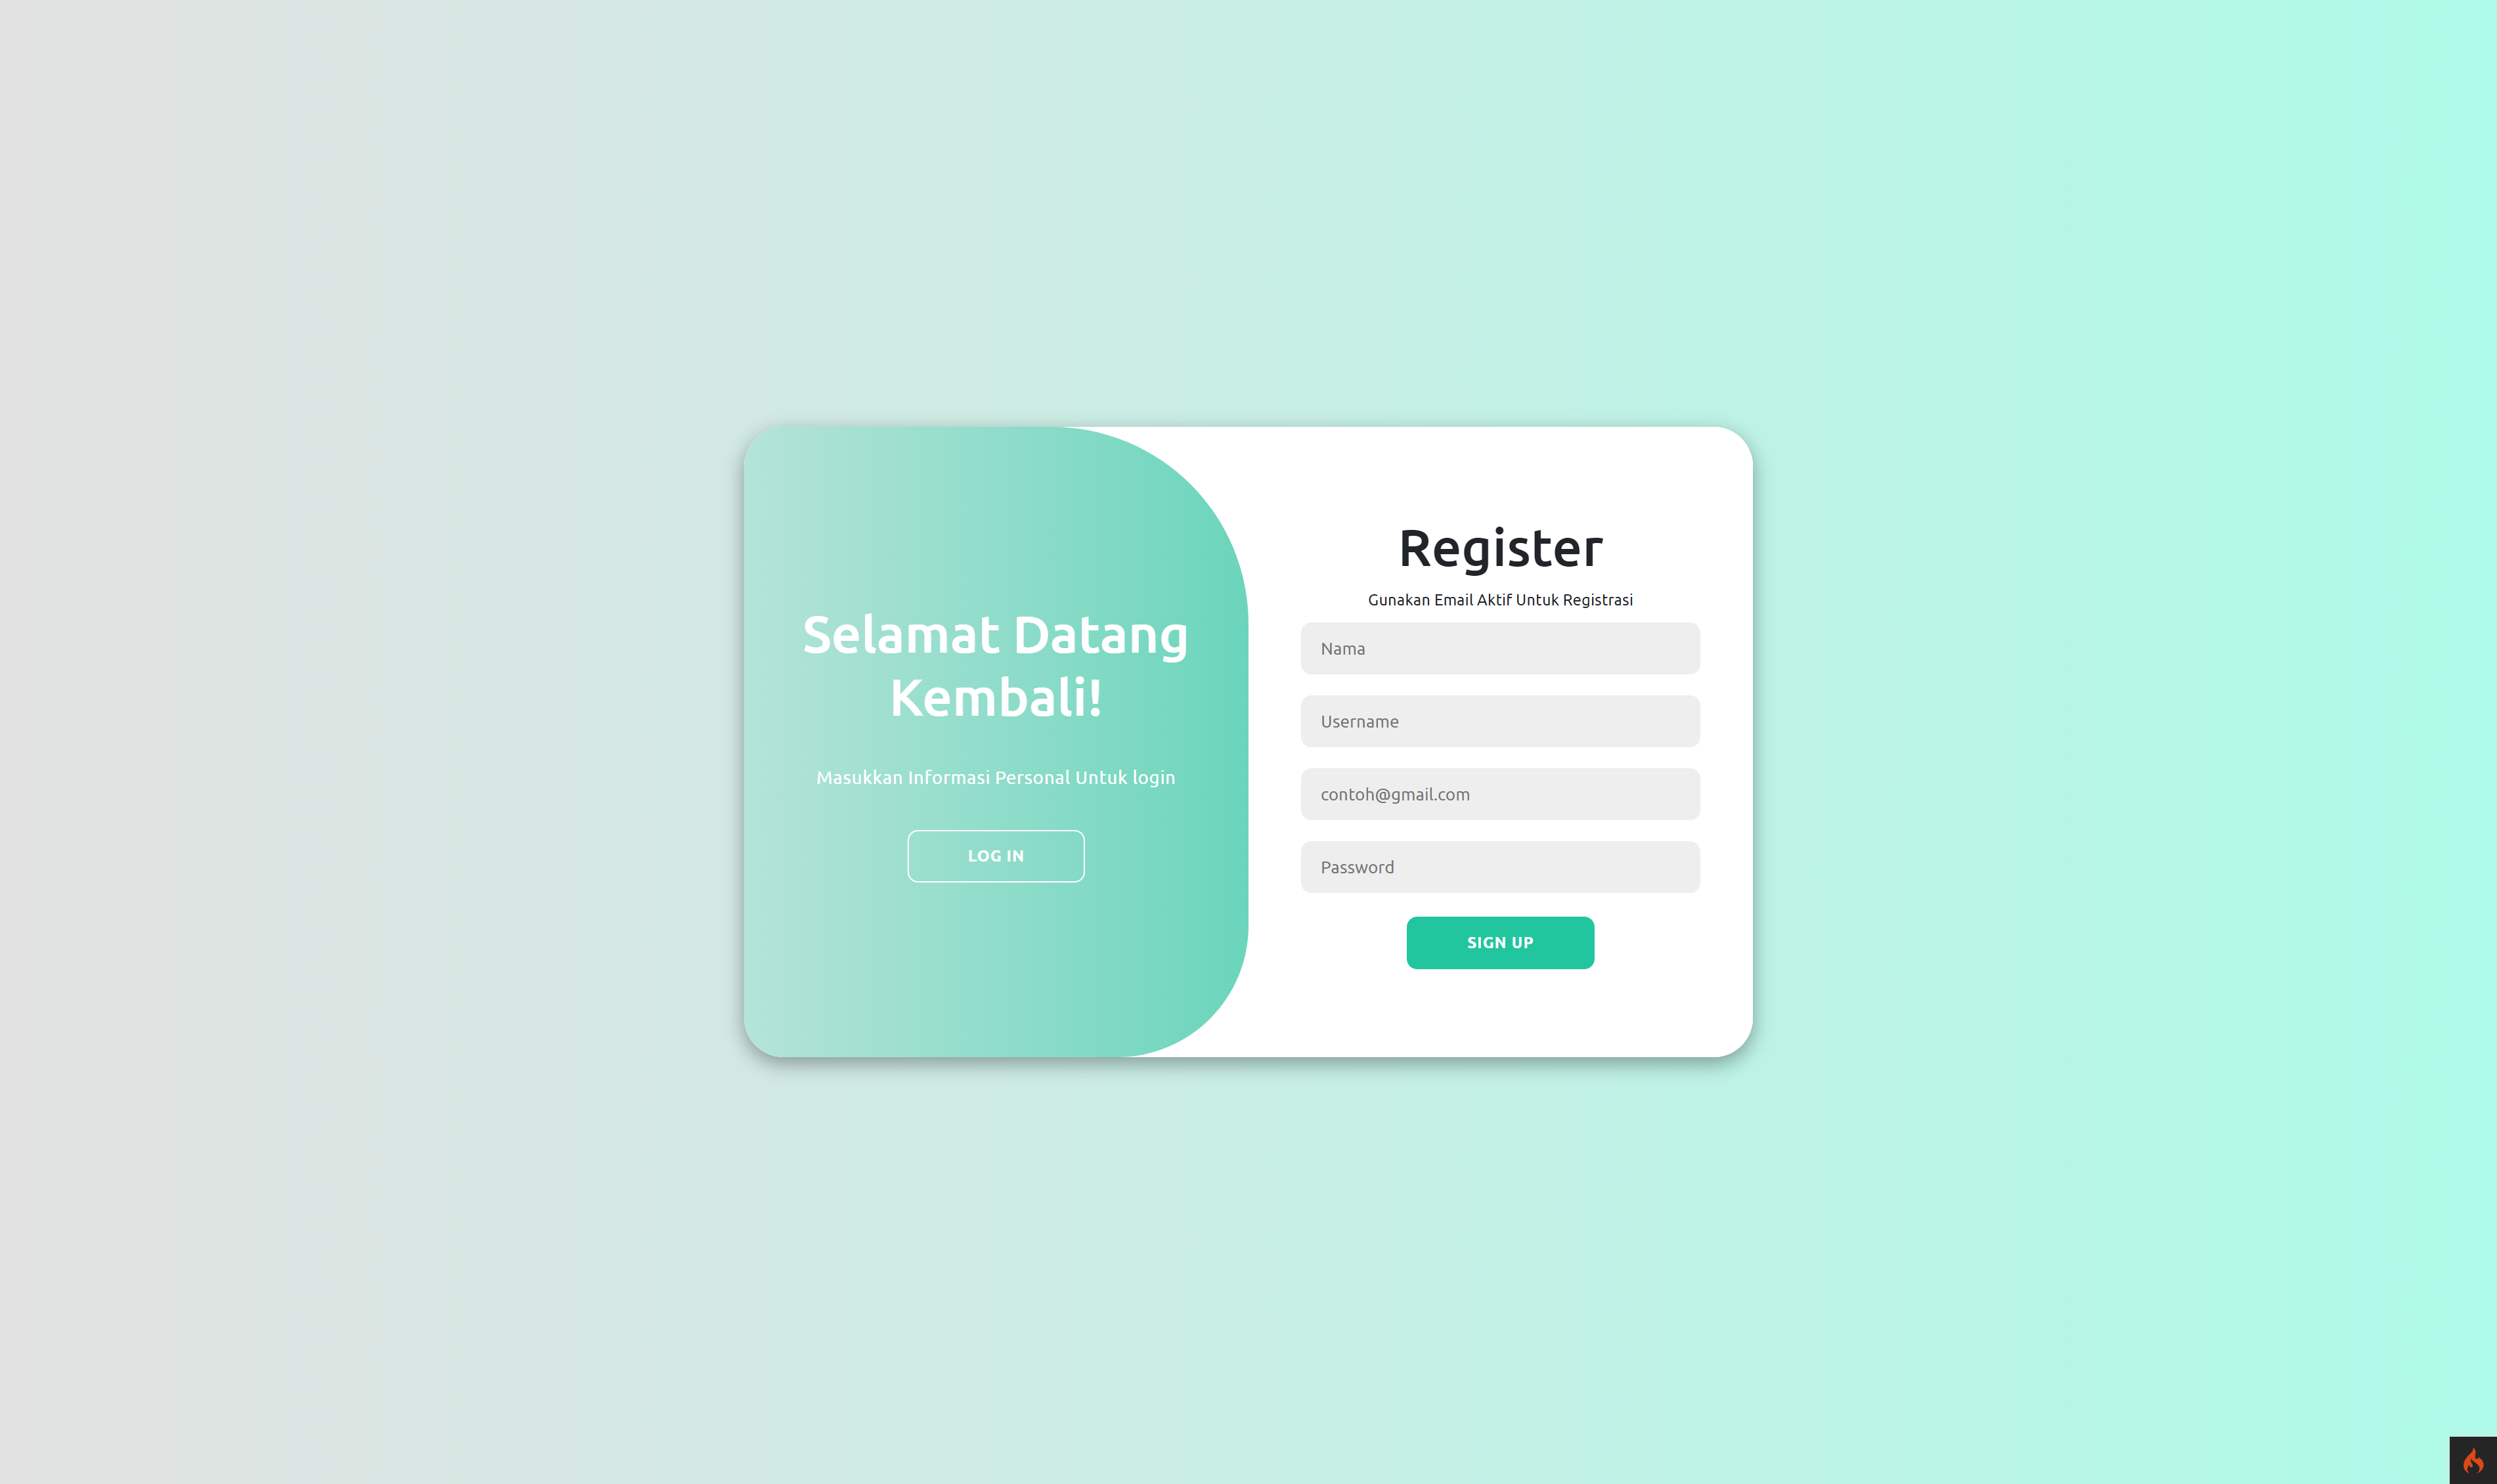 Selamat Datang
Kembali!
Masukkan Informasi Personal Untuk login
LOG IN
Register
Gunakan Email Aktif Untuk Registrasi
Nama
Username
contoh@gmail.com
Password
SIGN UP